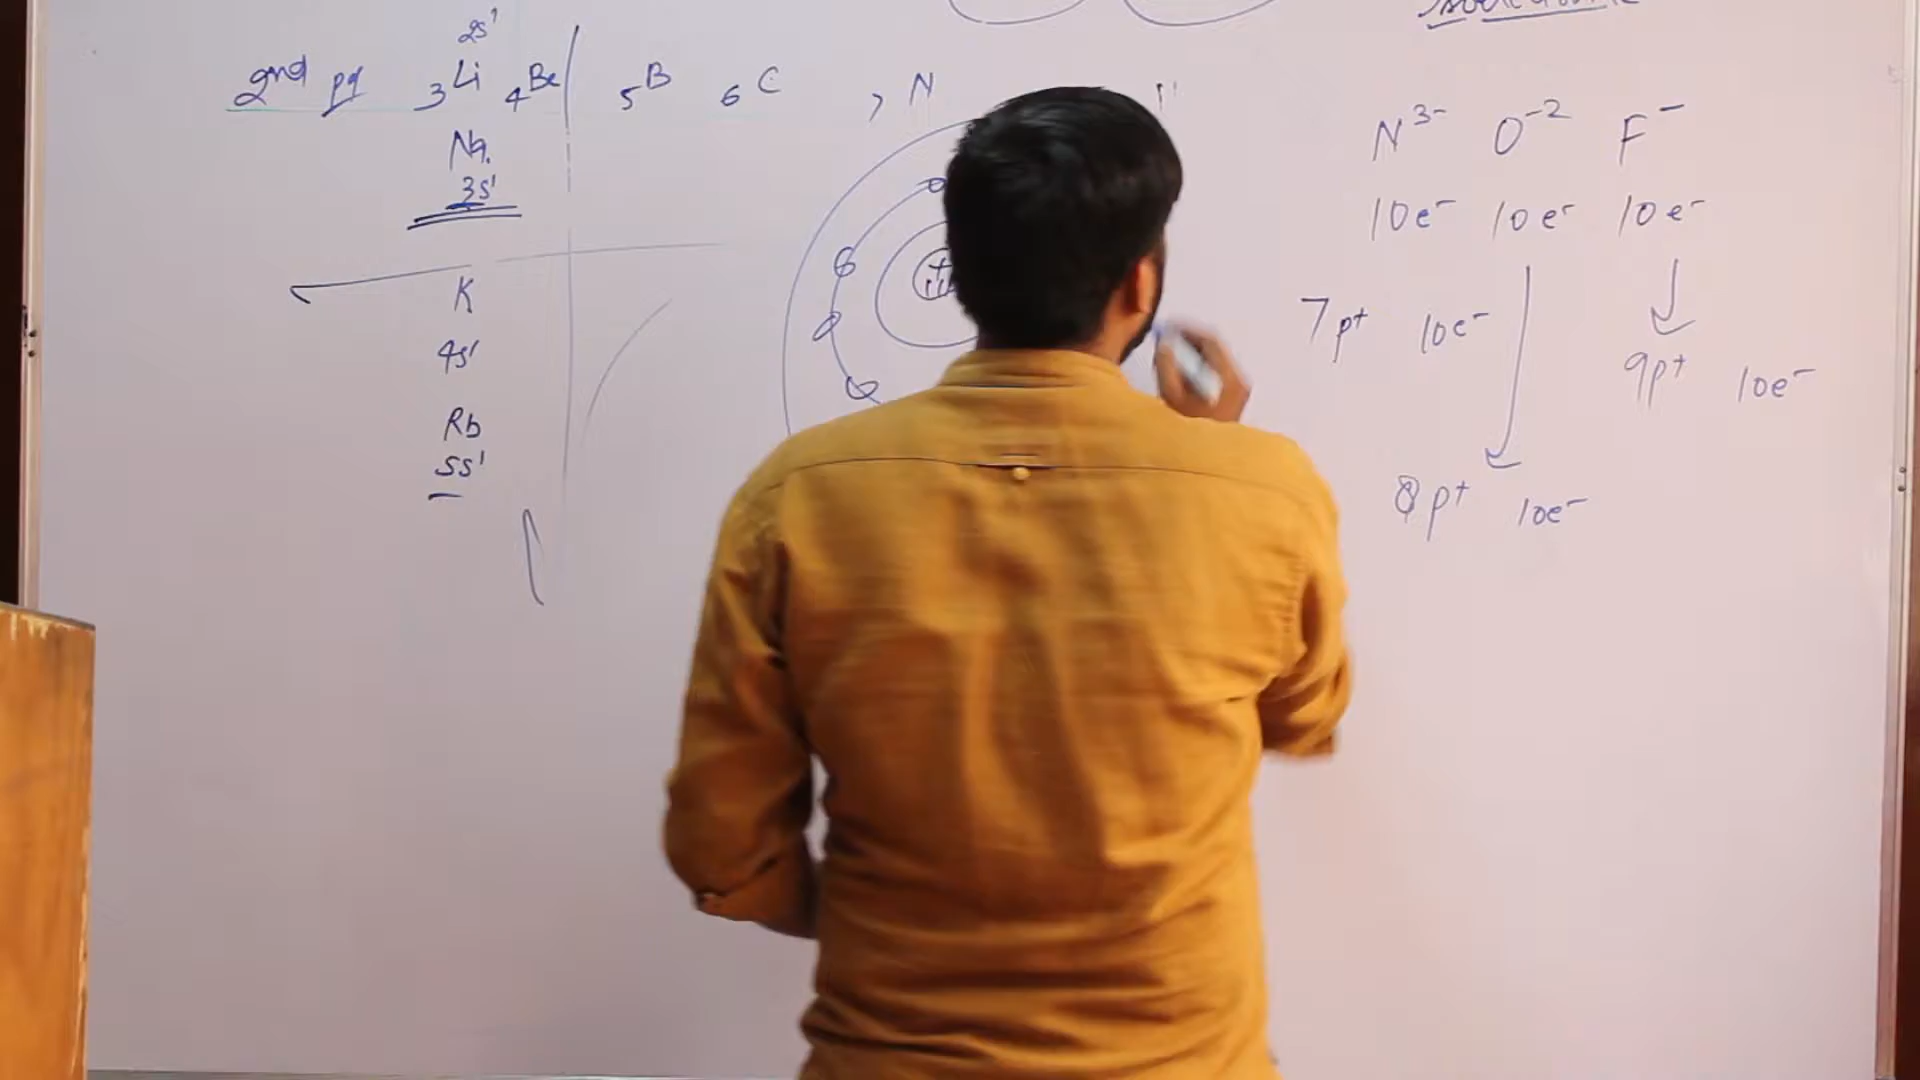 2s¹
2nd pd ₃Li ₄Be ₅B ₆C ₇N
Na.
3s¹
K
4s¹
Rb
5s¹
+
N³⁻ O⁻² F⁻
10e⁻ 10e⁻ 10e⁻
7p⁺ 10e⁻
9p⁺ 10e⁻
8p⁺ 10e⁻